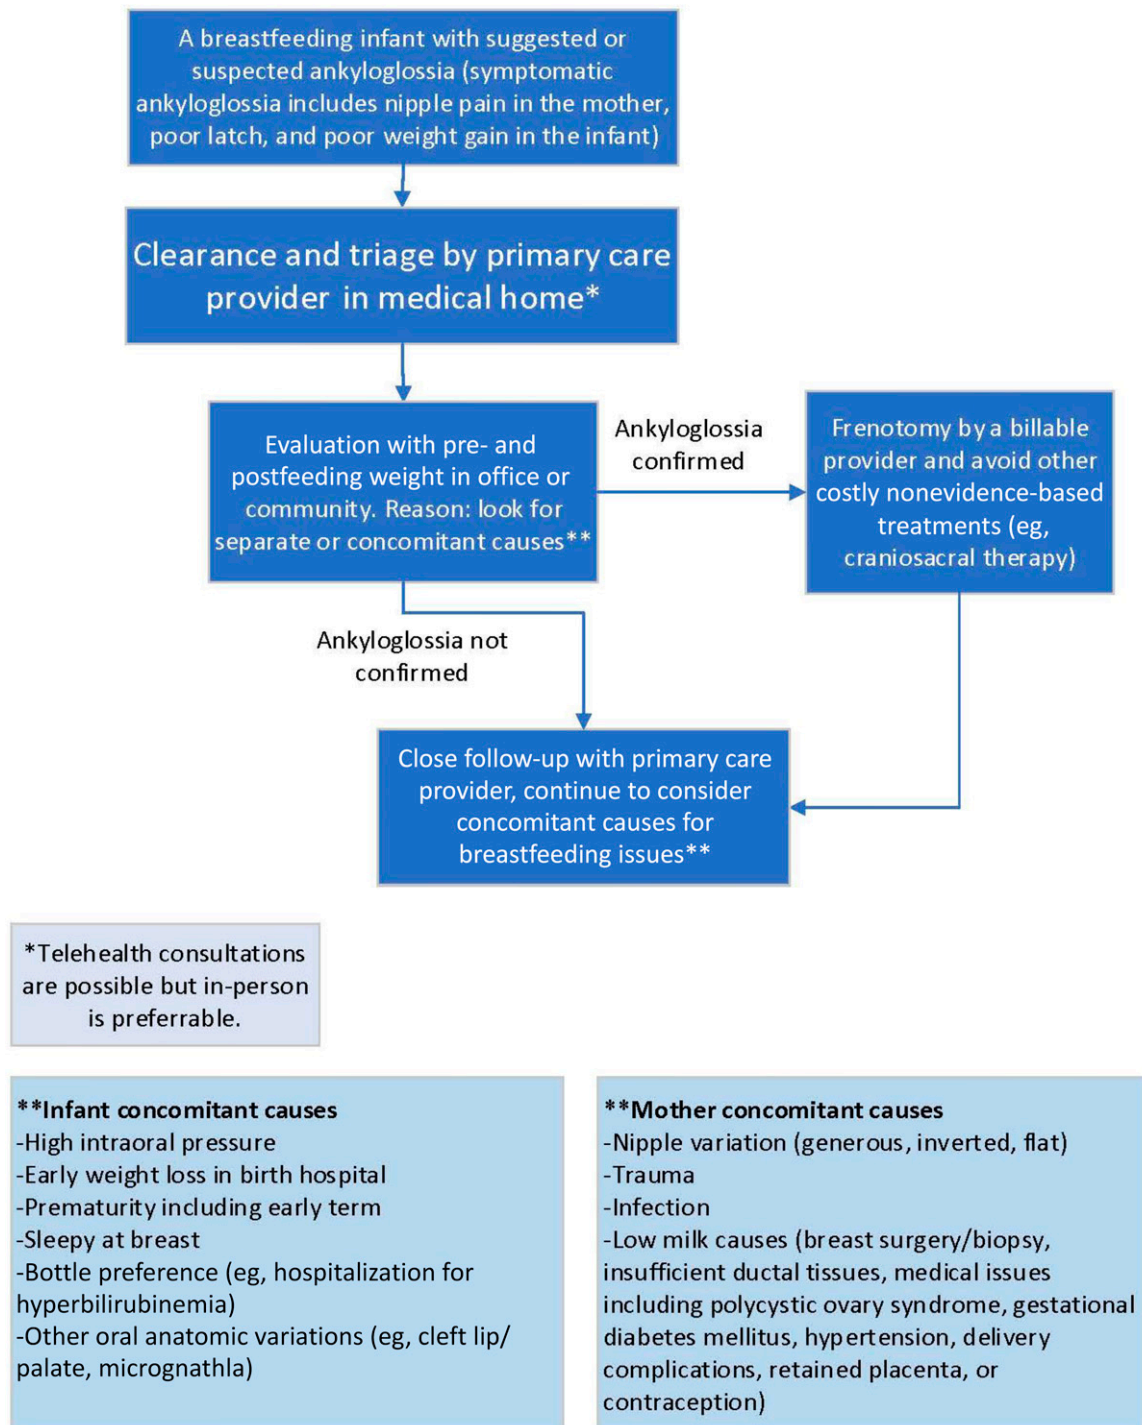 A breastfeeding infant with suggested or
suspected ankyloglossia (symptomatic
ankyloglossia includes nipple pain in the mother,
poor latch, and poor weight gain in the infant)
Clearance and triage by primary care
provider in medical home*
Evaluation with pre- and
postfeeding weight in office or
community. Reason: look for
separate or concomitant causes**
Ankyloglossia
confirmed
Frenotomy by a billable
provider and avoid other
costly nonevidence-based
treatments (eg,
craniosacral therapy)
Ankyloglossia not
confirmed
Close follow-up with primary care
provider, continue to consider
concomitant causes for
breastfeeding issues**
*Telehealth consultations
are possible but in-person
is preferrable.
**Infant concomitant causes
-High intraoral pressure
-Early weight loss in birth hospital
-Prematurity including early term
-Sleepy at breast
-Bottle preference (eg, hospitalization for
hyperbilirubinemia)
-Other oral anatomic variations (eg, cleft lip/
palate, micrognathla)
**Mother concomitant causes
-Nipple variation (generous, inverted, flat)
-Trauma
-Infection
-Low milk causes (breast surgery/biopsy,
insufficient ductal tissues, medical issues
including polycystic ovary syndrome, gestational
diabetes mellitus, hypertension, delivery
complications, retained placenta, or
contraception)